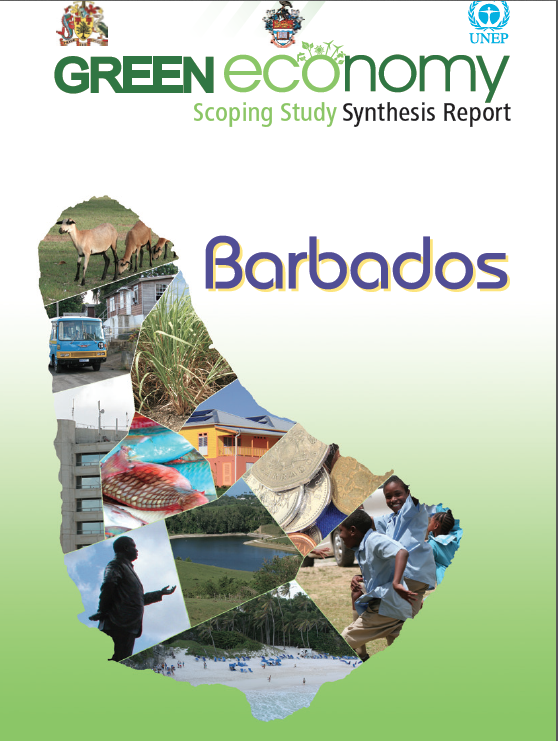 UNEP
GREEN economy
Scoping Study Synthesis Report
Barbados